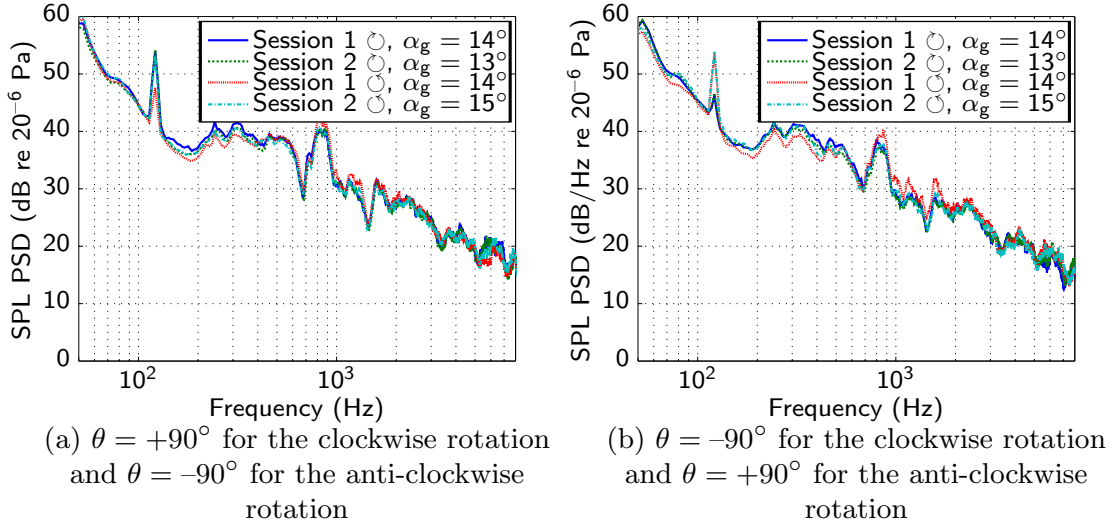 SPL PSD (dB re 20⁻⁶ Pa)
60
50
40
30
20
10
0
Session 1 ↻, αg = 14°
Session 2 ↻, αg = 13°
Session 1 ↺, αg = 14°
Session 2 ↺, αg = 15°
10² 10³
Frequency (Hz)
(a) θ = +90° for the clockwise rotation
and θ = –90° for the anti-clockwise
rotation
SPL PSD (dB/Hz re 20⁻⁶ Pa)
60
50
40
30
20
10
0
Session 1 ↻, αg = 14°
Session 2 ↻, αg = 13°
Session 1 ↺, αg = 14°
Session 2 ↺, αg = 15°
10² 10³
Frequency (Hz)
(b) θ = –90° for the clockwise rotation
and θ = +90° for the anti-clockwise
rotation